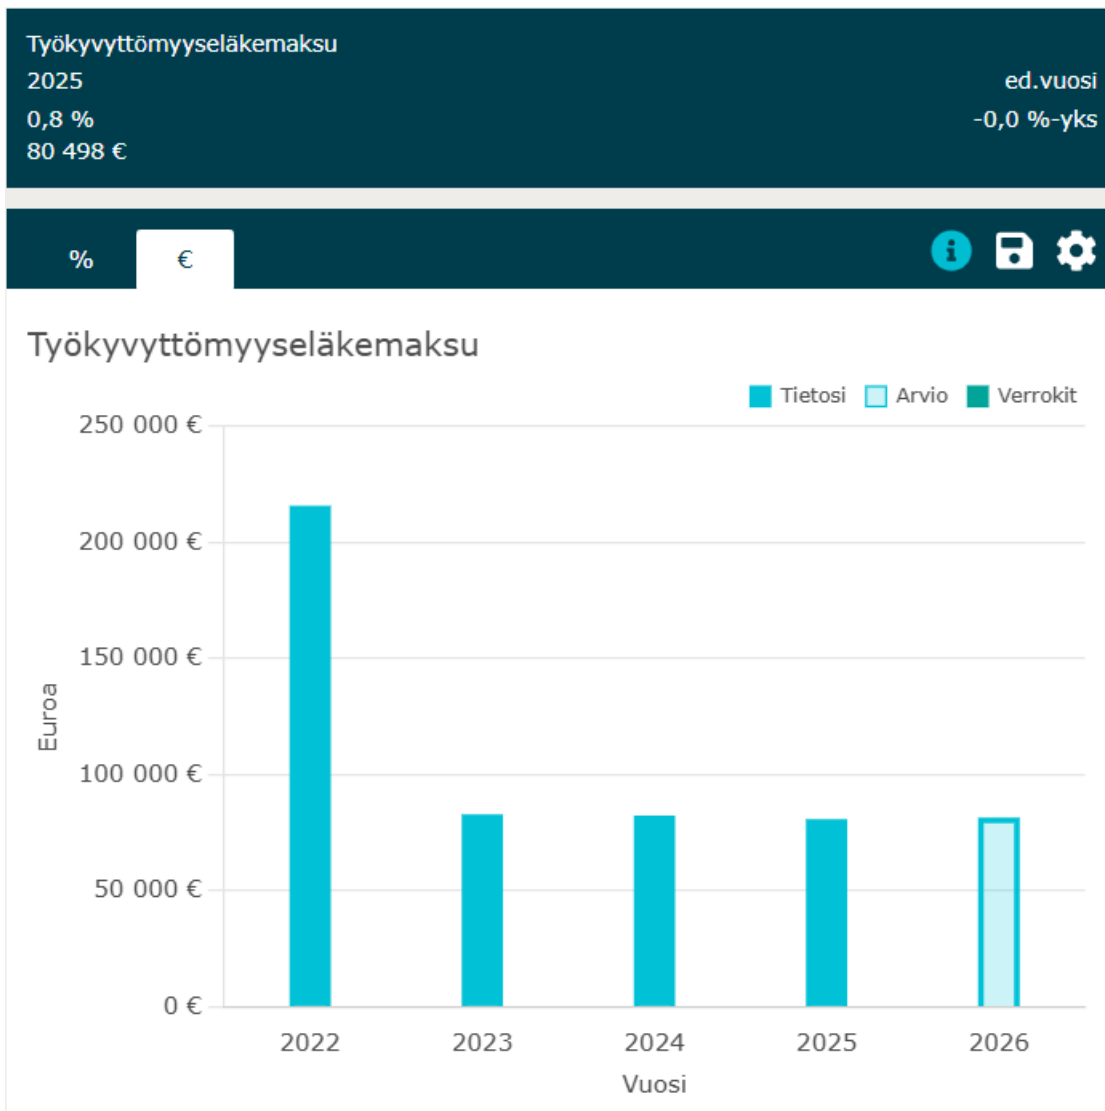 Työkyvyttömyyseläkemaksu
2025 ed.vuosi
0,8 % -0,0 %-yks
80 498 €
% €
Työkyvyttömyyseläkemaksu
Tietosi Arvio Verrokit
250 000 €
200 000 €
150 000 €
100 000 €
50 000 €
0 €
Euroa
2022 2023 2024 2025 2026
Vuosi